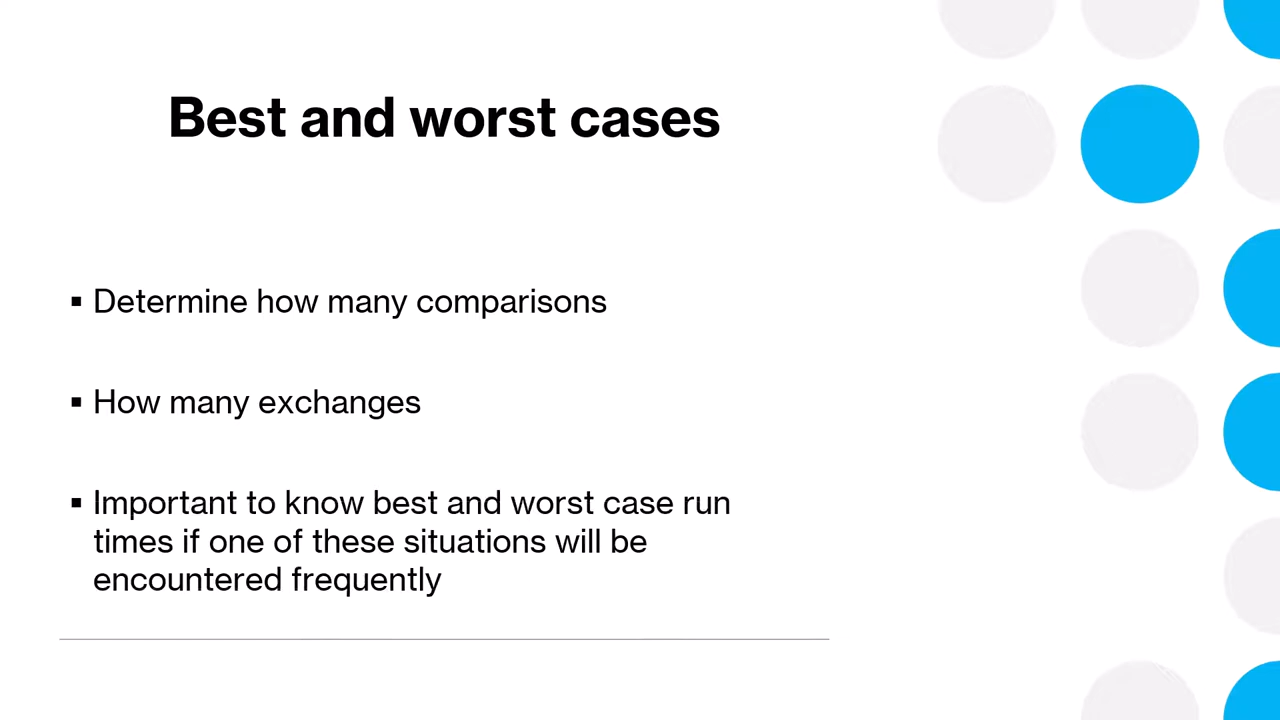 Best and worst cases
▪ Determine how many comparisons
▪ How many exchanges
▪ Important to know best and worst case run
times if one of these situations will be
encountered frequently